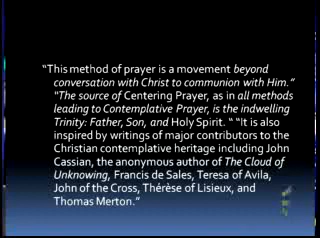 “This method of prayer is a movement beyond
conversation with Christ to communion with Him.”
“The source of Centering Prayer, as in all methods
leading to Contemplative Prayer, is the indwelling
Trinity: Father, Son, and Holy Spirit. “ “It is also
inspired by writings of major contributors to the
Christian contemplative heritage including John
Cassian, the anonymous author of The Cloud of
Unknowing, Francis de Sales, Teresa of Avila,
John of the Cross, Thérèse of Lisieux, and
Thomas Merton.”